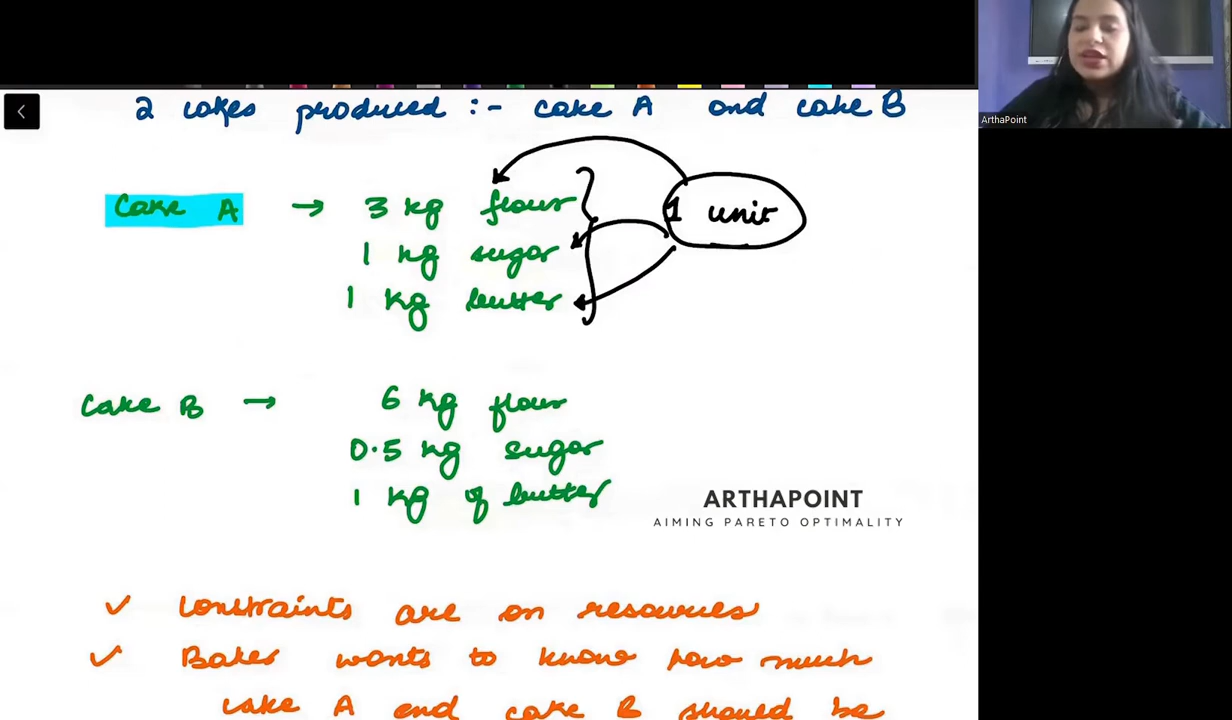 2 cakes produced :- cake A and cake B
Cake A → 3 kg flour
1 kg sugar
1 kg butter
1 unit
Cake B → 6 kg flour
0.5 kg sugar
1 kg of butter
ARTHAPOINT
AIMING PARETO OPTIMALITY
✓ Constraints are on resources
✓ Baker wants to know how much
cake A and cake B should be
ArthaPoint